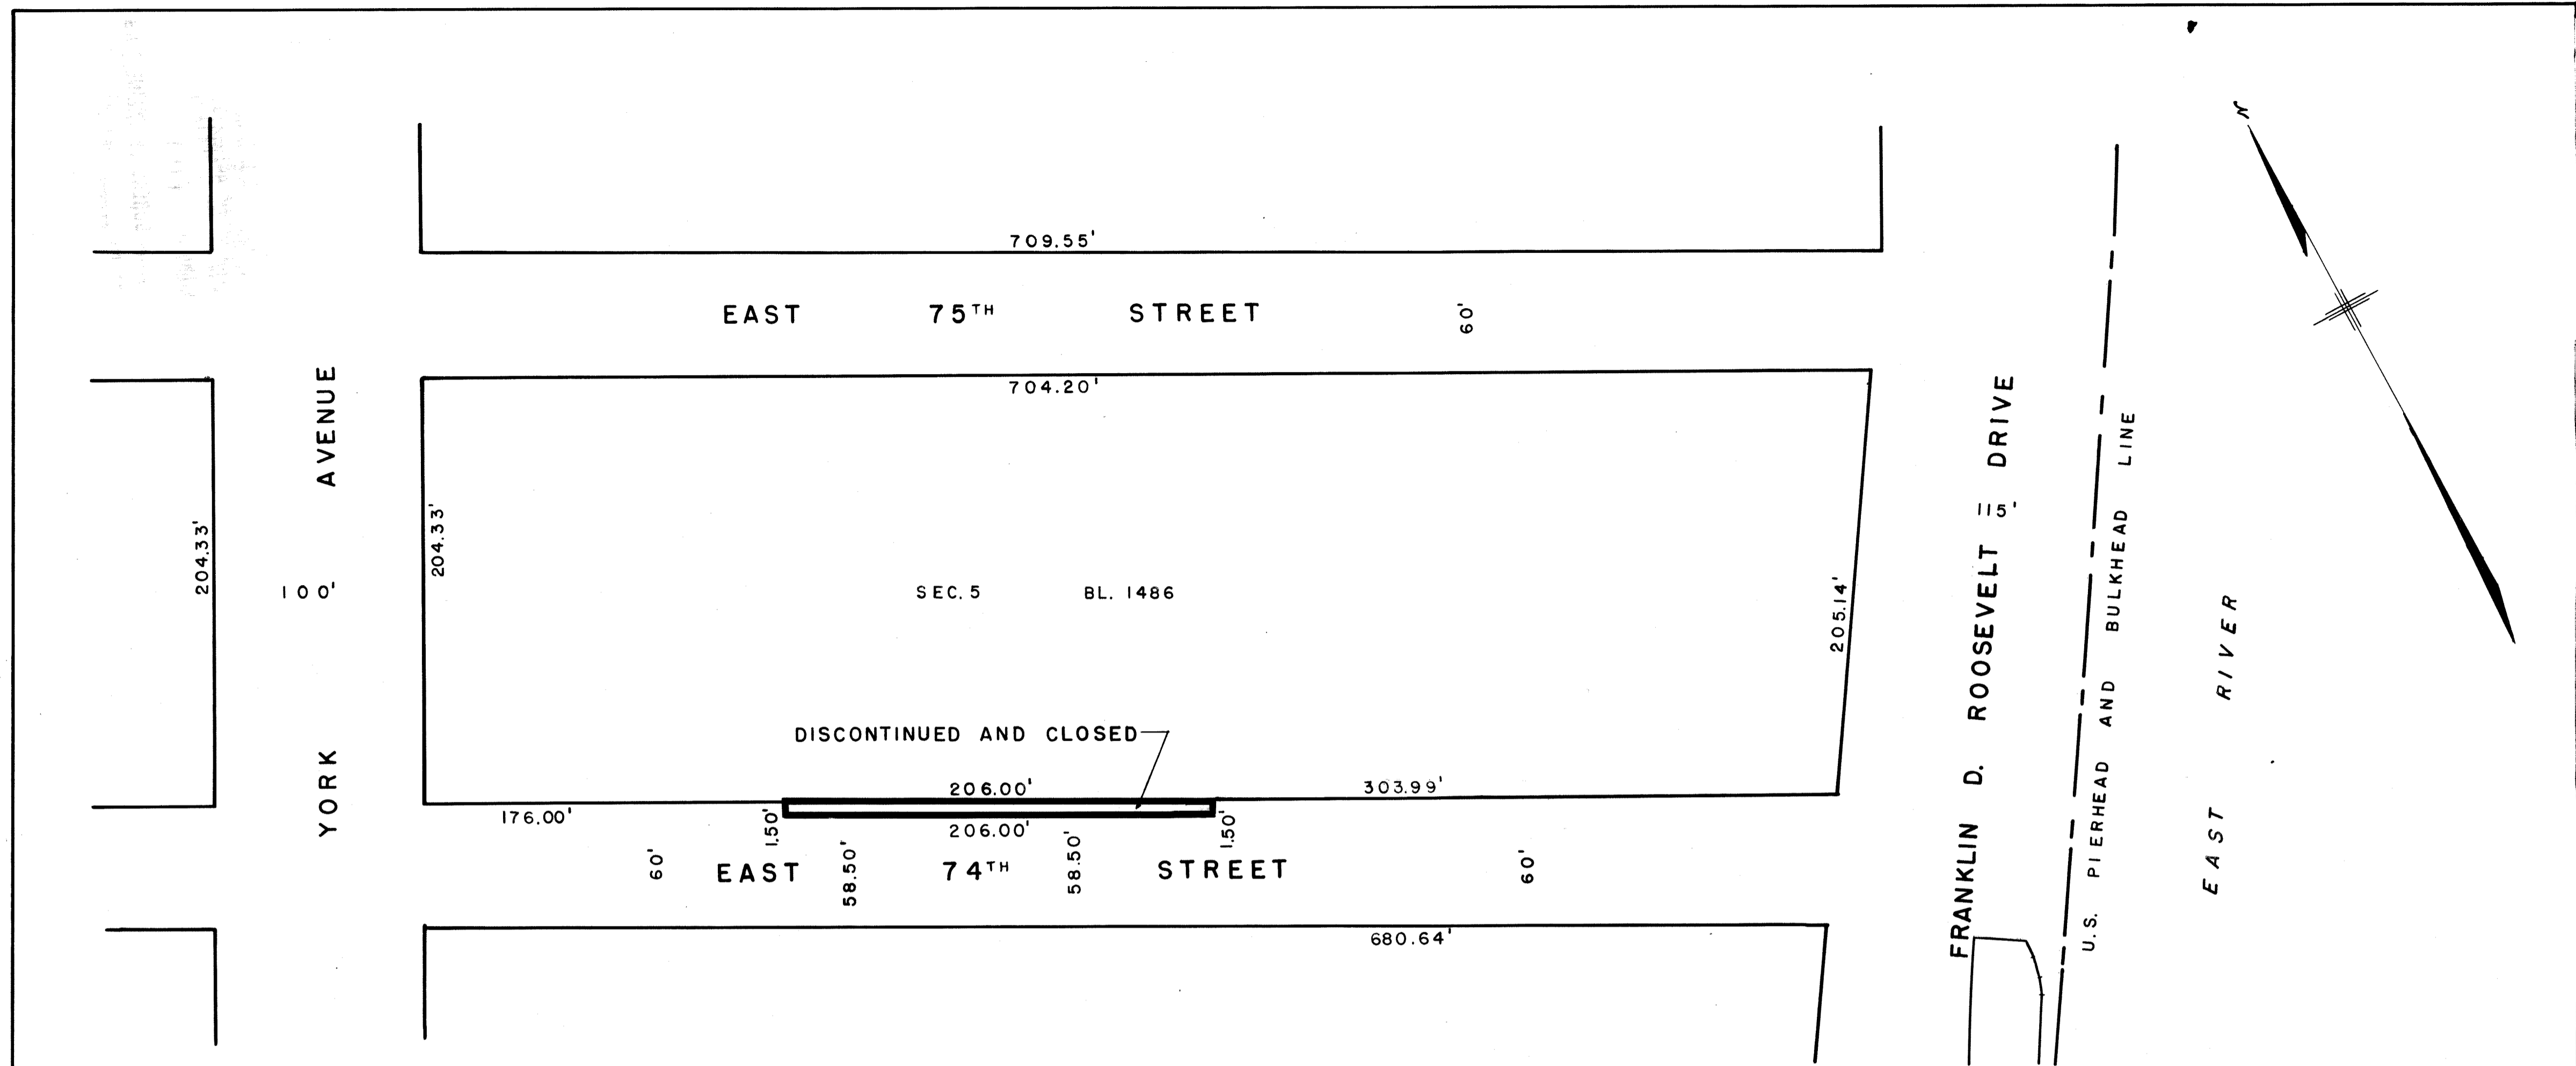 N
709.55'
EAST 75TH STREET 60'
704.20'
YORK AVENUE
100'
204.33'
204.33'
SEC. 5 BL. 1486
205.14'
DISCONTINUED AND CLOSED
206.00'
303.99'
176.00'
1.50'
206.00'
1.50'
60'
EAST 74TH STREET
58.50'
58.50'
60'
680.64'
FRANKLIN D. ROOSEVELT DRIVE
115'
U.S. PIERHEAD AND BULKHEAD LINE
EAST RIVER